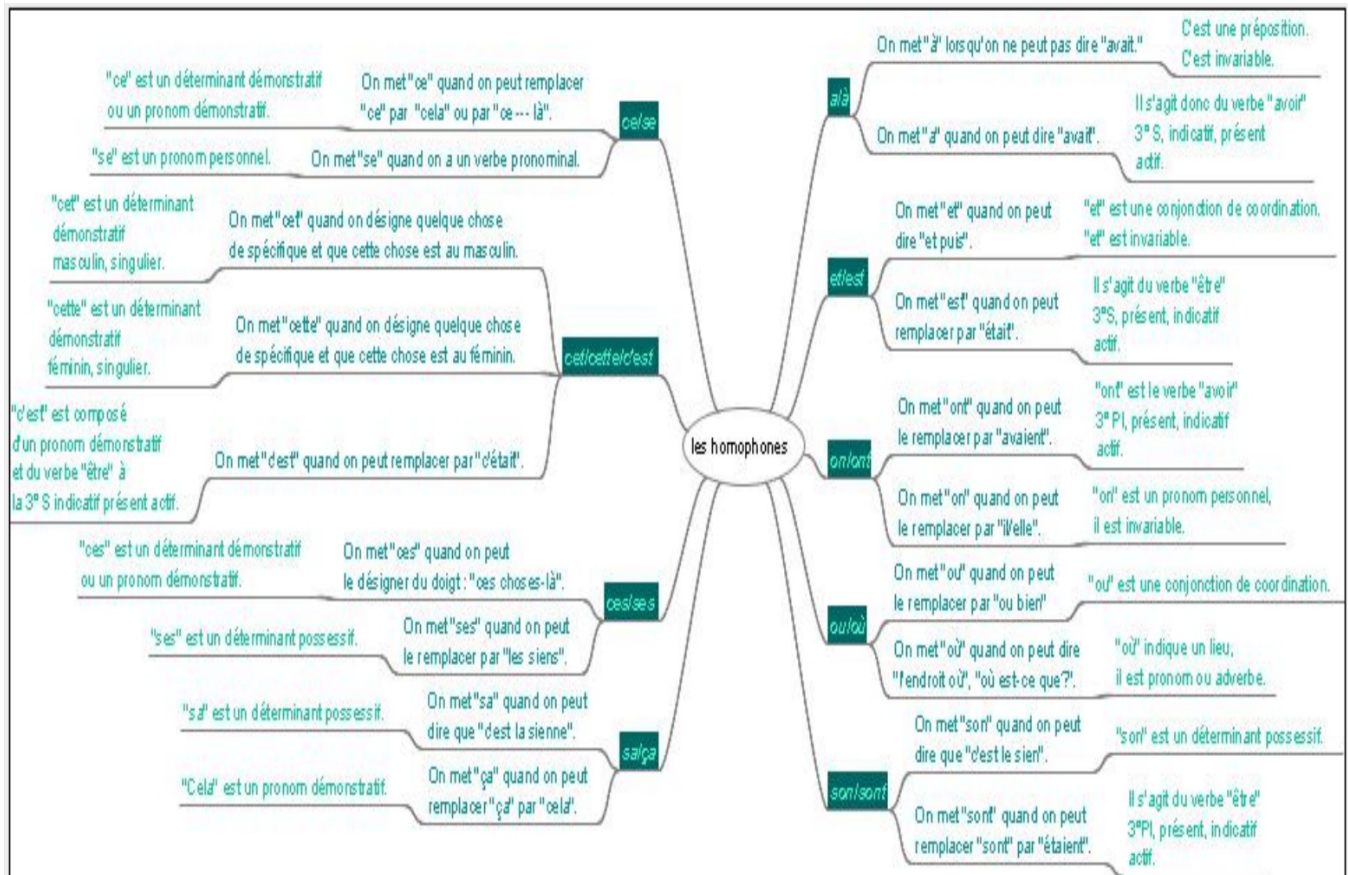 les homophones
ce/se
On met "ce" quand on peut remplacer
"ce" par "cela" ou par "ce --- là".
"ce" est un déterminant démonstratif
ou un pronom démonstratif.
On met "se" quand on a un verbe pronominal.
"se" est un pronom personnel.
cet/cette/c'est
On met "cet" quand on désigne quelque chose
de spécifique et que cette chose est au masculin.
"cet" est un déterminant
démonstratif
masculin, singulier.
On met "cette" quand on désigne quelque chose
de spécifique et que cette chose est au féminin.
"cette" est un déterminant
démonstratif
féminin, singulier.
On met "c'est" quand on peut remplacer par "c'était".
"c'est" est composé
d'un pronom démonstratif
et du verbe "être" à
la 3° S indicatif présent actif.
ces/ses
On met "ces" quand on peut
le désigner du doigt : "ces choses-là".
"ces" est un déterminant démonstratif
ou un pronom démonstratif.
On met "ses" quand on peut
le remplacer par "les siens".
"ses" est un déterminant possessif.
sa/ça
On met "sa" quand on peut
dire que "c'est la sienne".
"sa" est un déterminant possessif.
On met "ça" quand on peut
remplacer "ça" par "cela".
"Cela" est un pronom démonstratif.
a/à
On met "à" lorsqu'on ne peut pas dire "avait."
C'est une préposition.
C'est invariable.
On met "a" quand on peut dire "avait".
Il s'agit donc du verbe "avoir"
3° S, indicatif, présent
actif.
et/est
On met "et" quand on peut
dire "et puis".
"et" est une conjonction de coordination.
"et" est invariable.
On met "est" quand on peut
remplacer par "était".
Il s'agit du verbe "être"
3°S, présent, indicatif
actif.
on/ont
On met "ont" quand on peut
le remplacer par "avaient".
"ont" est le verbe "avoir"
3° Pl, présent, indicatif
actif.
On met "on" quand on peut
le remplacer par "il/elle".
"on" est un pronom personnel,
il est invariable.
ou/où
On met "ou" quand on peut
le remplacer par "ou bien"
"ou" est une conjonction de coordination.
On met "où" quand on peut dire
"l'endroit où", "où est-ce que?".
"où" indique un lieu,
il est pronom ou adverbe.
son/sont
On met "son" quand on peut
dire que "c'est le sien".
"son" est un déterminant possessif.
On met "sont" quand on peut
remplacer "sont" par "étaient".
Il s'agit du verbe "être"
3°Pl, présent, indicatif
actif.